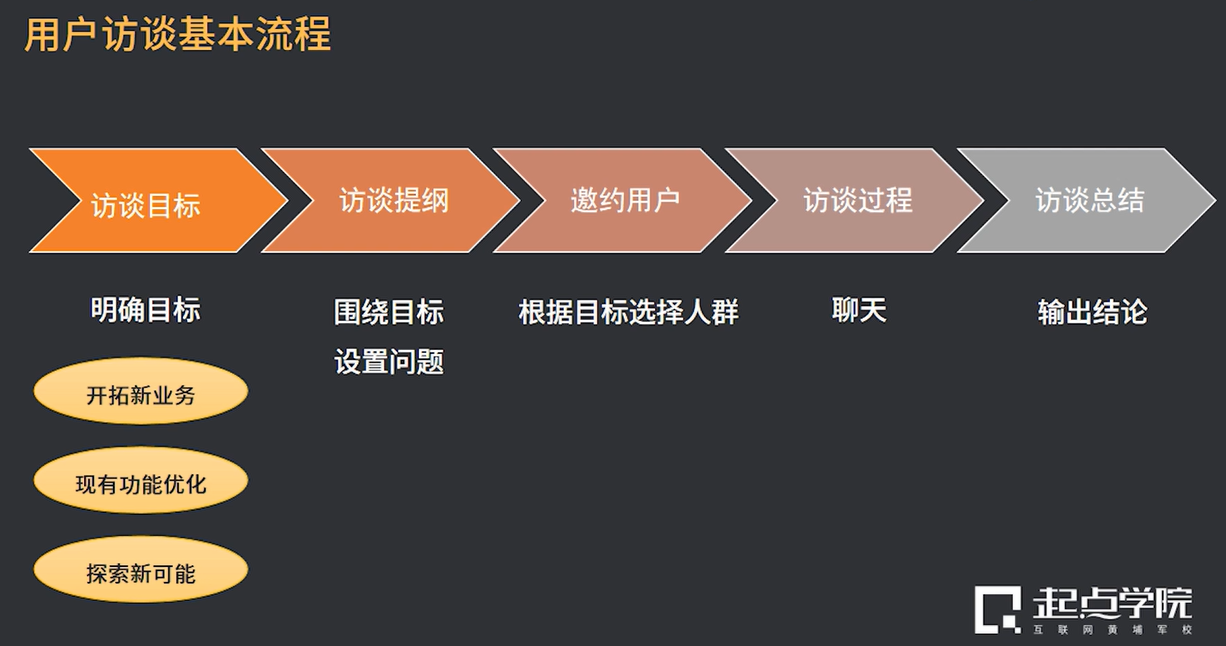 用户访谈基本流程
访谈目标
访谈提纲
邀约用户
访谈过程
访谈总结
明确目标
围绕目标
设置问题
根据目标选择人群
聊天
输出结论
开拓新业务
现有功能优化
探索新可能
起点学院
互联网黄埔军校